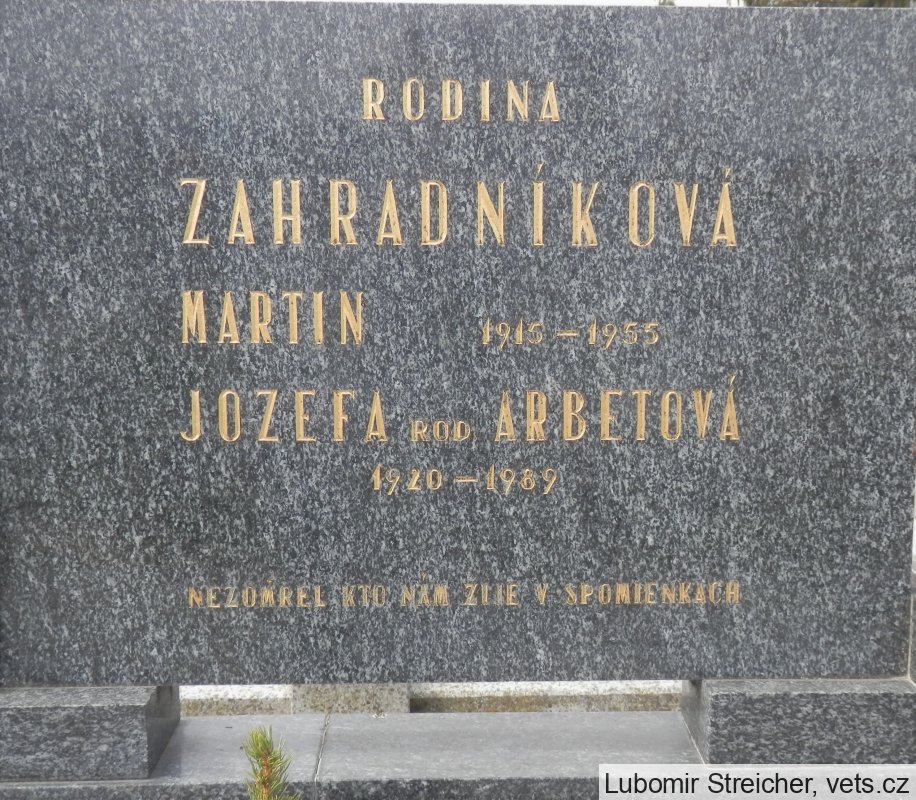 RODINA
ZAHRADNÍKOVÁ
MARTIN 1915 – 1955
JOZEFA ROD. ARBETOVÁ
1920 – 1989
NEZOMREL KTO NÁM ŽIJE V SPOMIENKACH
Lubomir Streicher, vets.cz